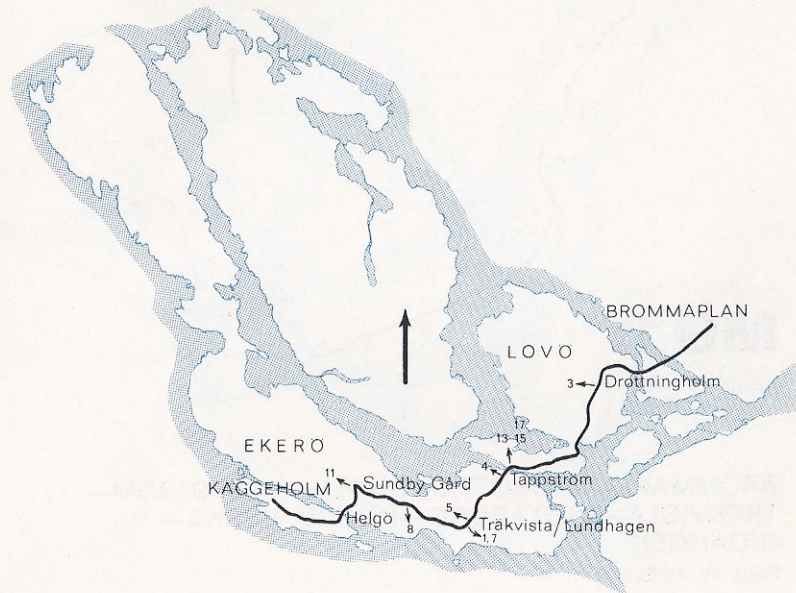 BROMMAPLAN
LOVÖ
3
Drottningholm
17
13-15
EKERÖ
4
Tappström
11
Sundby Gård
KAGGEHOLM
5
Helgö
8
Träkvista/Lundhagen
1,7